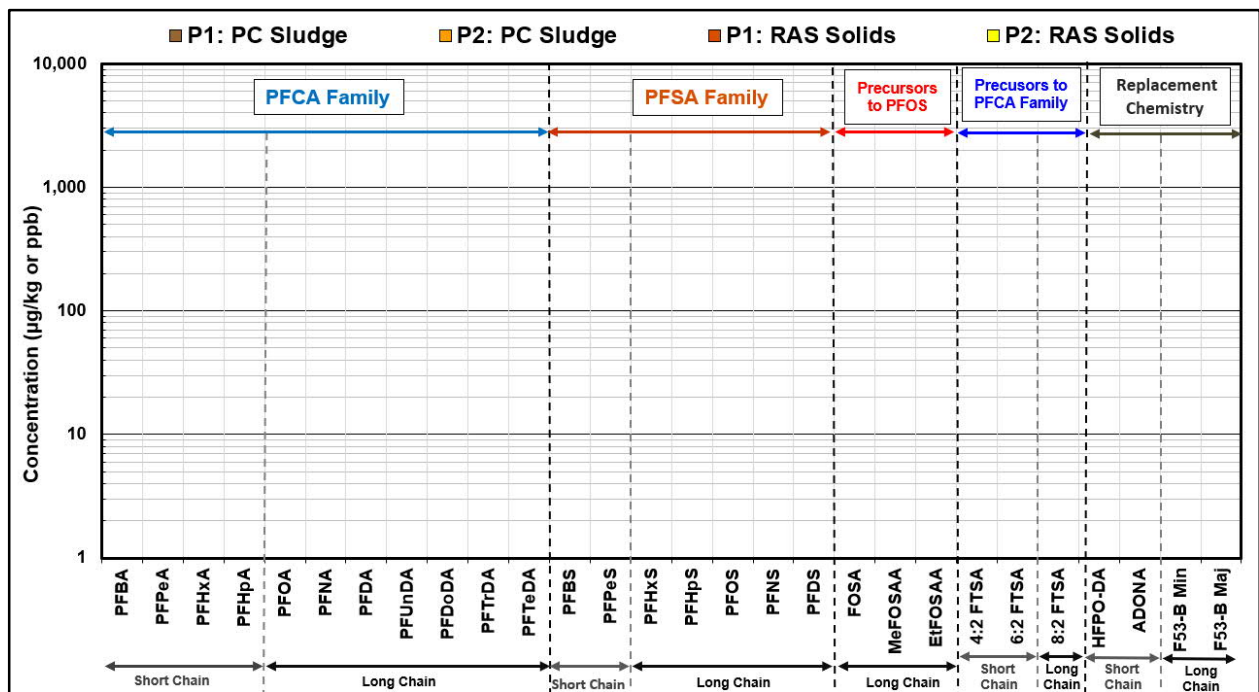 P1: PC Sludge P2: PC Sludge P1: RAS Solids P2: RAS Solids
10,000
1,000
100
10
1
Concentration (µg/kg or ppb)
PFCA Family
PFSA Family
Precursors
to PFOS
Precusors to
PFCA Family
Replacement
Chemistry
PFBA
PFPeA
PFHxA
PFHpA
PFOA
PFNA
PFDA
PFUnDA
PFDoDA
PFTrDA
PFTeDA
PFBS
PFPeS
PFHxS
PFHpS
PFOS
PFNS
PFDS
FOSA
MeFOSAA
EtFOSAA
4:2 FTSA
6:2 FTSA
8:2 FTSA
HFPO-DA
ADONA
F53-B Min
F53-B Maj
Short Chain
Long Chain
Short Chain
Long Chain
Long Chain
Short
Chain
Long
Chain
Short
Chain
Long
Chain